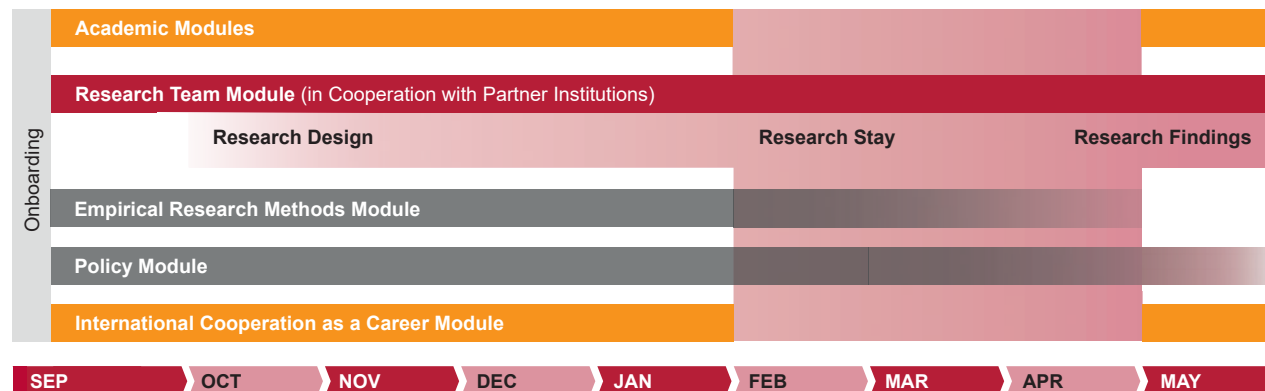 Onboarding
Academic Modules
Research Team Module (in Cooperation with Partner Institutions)
Research Design Research Stay Research Findings
Empirical Research Methods Module
Policy Module
International Cooperation as a Career Module
SEP OCT NOV DEC JAN FEB MAR APR MAY